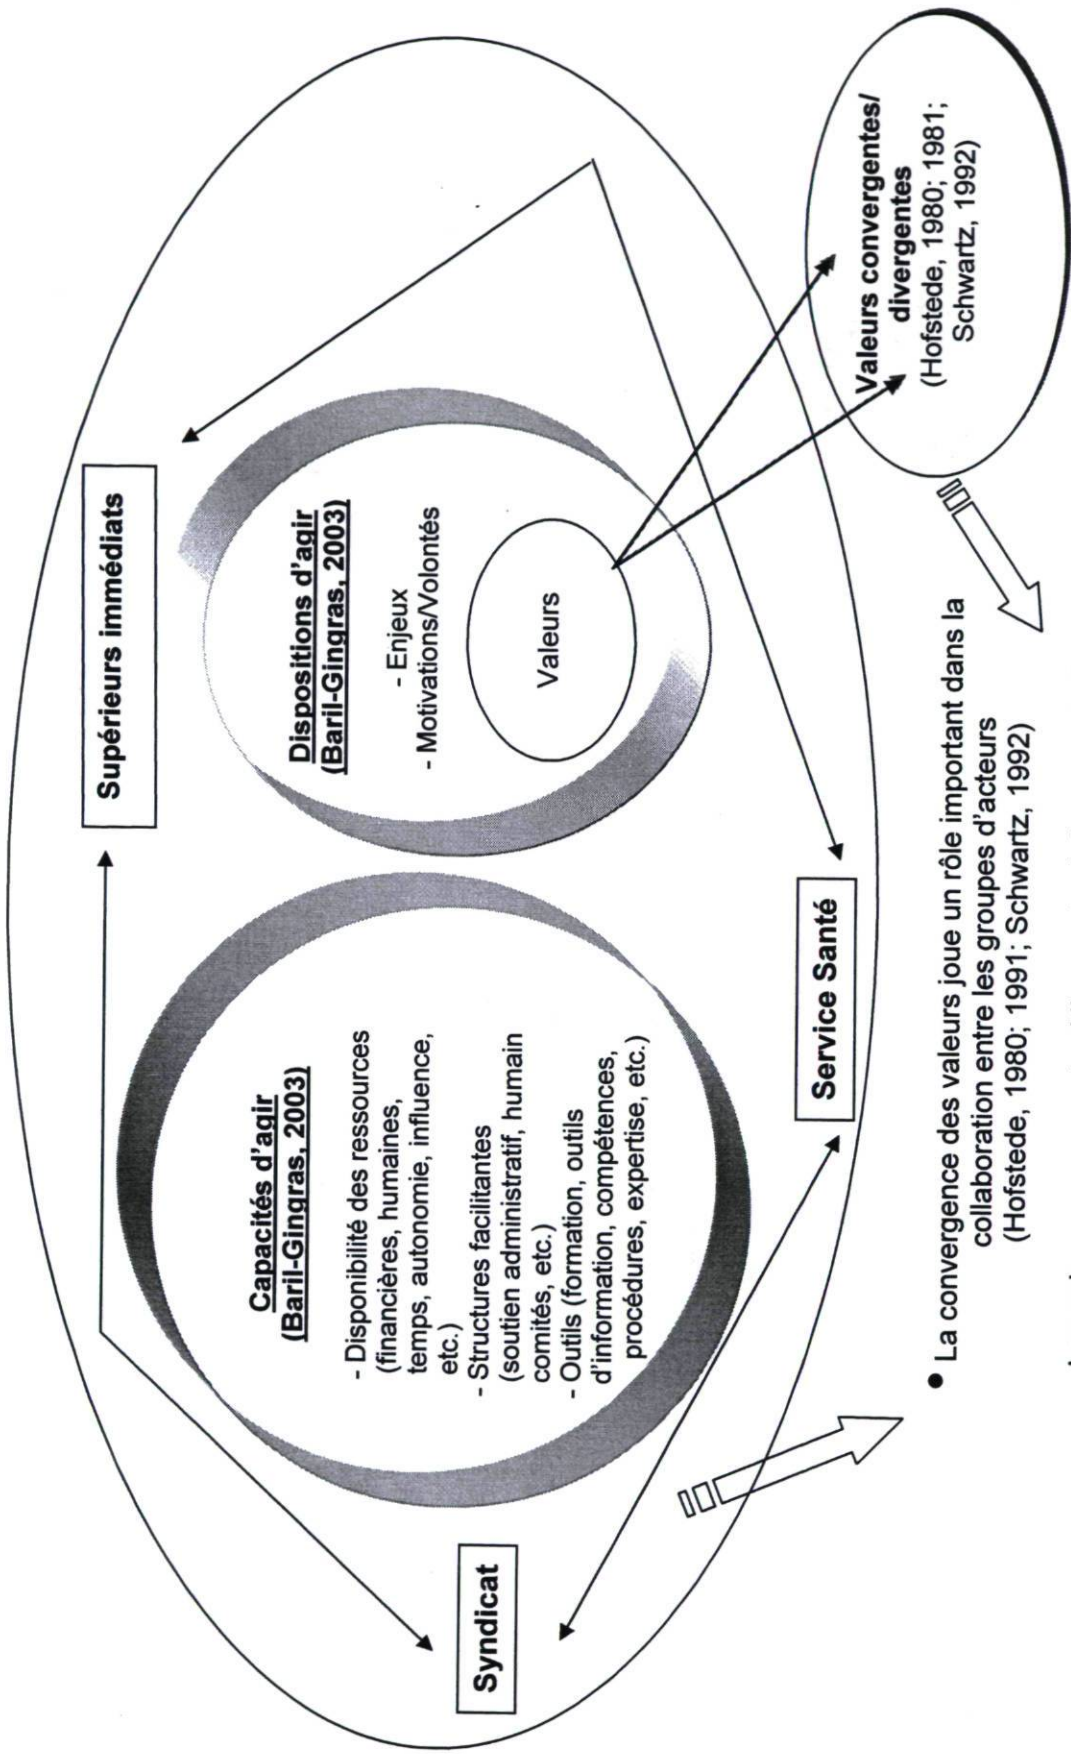 Supérieurs immédiats
Syndicat
Capacités d'agir
(Baril-Gingras, 2003)
- Disponibilité des ressources
(financières, humaines,
temps, autonomie, influence,
etc.)
- Structures facilitantes
(soutien administratif, humain
comités, etc.)
- Outils (formation, outils
d'information, compétences,
procédures, expertise, etc.)
Dispositions d'agir
(Baril-Gingras, 2003)
- Enjeux
- Motivations/Volontés
Valeurs
Service Santé
Valeurs convergentes/
divergentes
(Hofstede, 1980; 1981;
Schwartz, 1992)
• La convergence des valeurs joue un rôle important dans la
collaboration entre les groupes d'acteurs
(Hofstede, 1980; 1991; Schwartz, 1992)